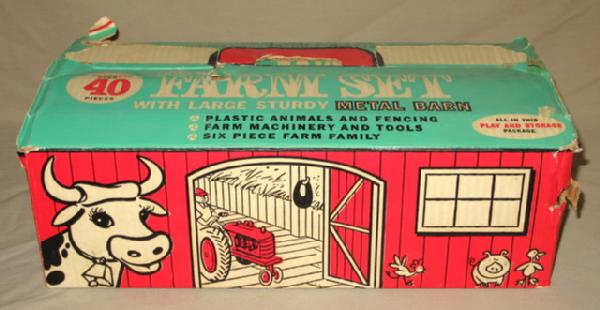 OVER
40
PIECES
FARM SET
WITH LARGE STURDY METAL BARN
PLASTIC ANIMALS AND FENCING
FARM MACHINERY AND TOOLS
SIX PIECE FARM FAMILY
ALL IN THIS
PLAY AND STORAGE
PACKAGE